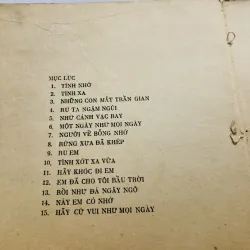 MỤC LỤC
1. TÌNH NHỚ
2. TÌNH XA
3. NHỮNG CON MẮT TRẦN GIAN
4. RU TA NGẬM NGÙI
5. NHƯ CÁNH VẠC BAY
6. MỘT NGÀY NHƯ MỌI NGÀY
7. NGƯỜI VỀ BỖNG NHỚ
8. RỪNG XƯA ĐÃ KHÉP
9. RU EM
10. TÌNH XÓT XA VỪA
11. HÃY KHÓC ĐI EM
12. EM ĐÃ CHO TÔI BẦU TRỜI
13. RỒI NHƯ ĐÁ NGÂY NGÔ
14. NÀY EM CÓ NHỚ
15. HÃY CỨ VUI NHƯ MỌI NGÀY